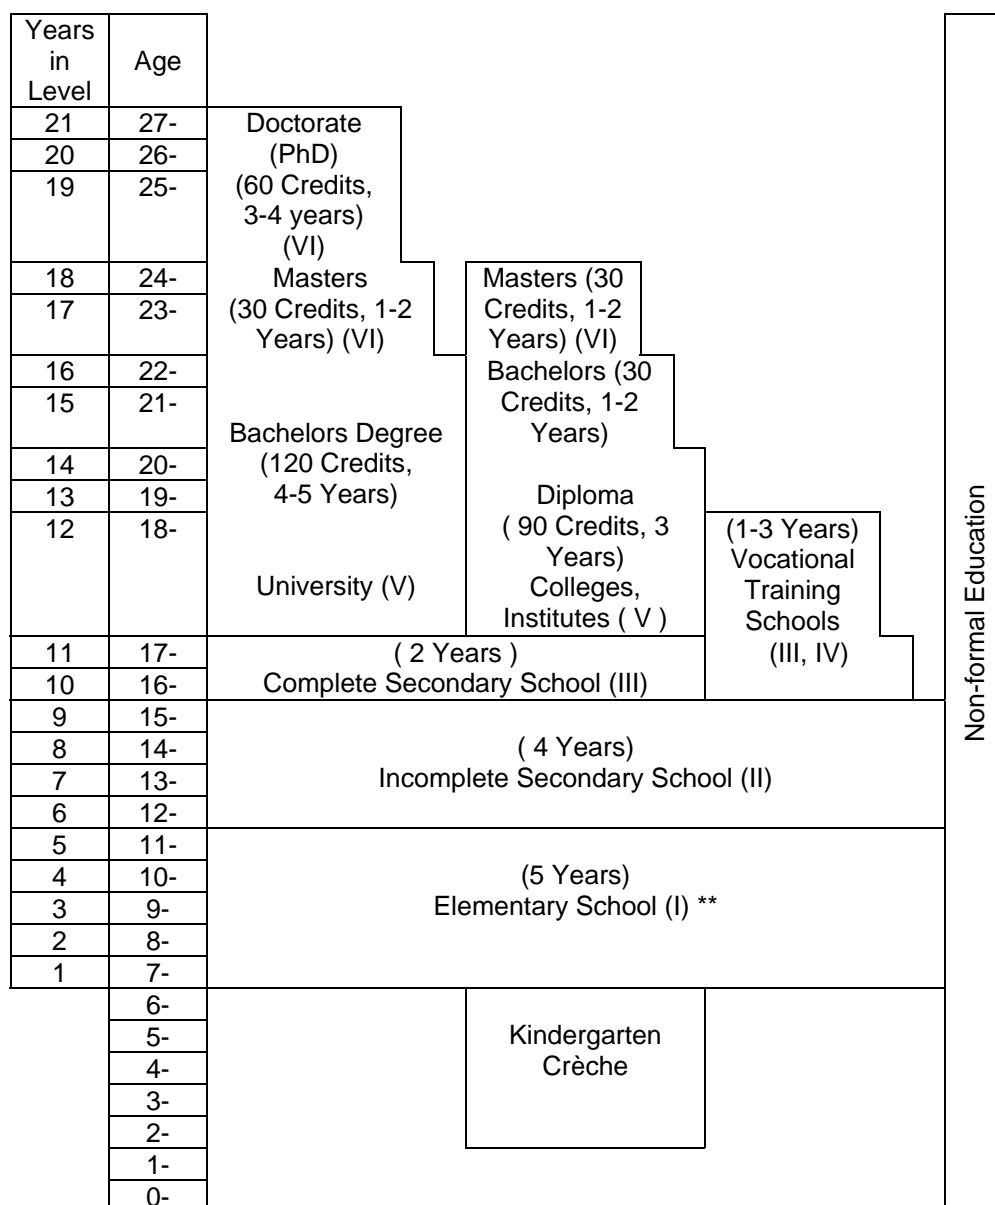 Years
in
Level
Age
21 27- Doctorate
20 26- (PhD)
19 25- (60 Credits,
3-4 years)
(VI)
18 24- Masters Masters (30
17 23- (30 Credits, 1-2 Credits, 1-2
Years) (VI) Years) (VI)
16 22- Bachelors (30
15 21- Credits, 1-2
Bachelors Degree Years)
14 20- (120 Credits,
13 19- 4-5 Years) Diploma
12 18- ( 90 Credits, 3 (1-3 Years)
Years) Vocational
University (V) Colleges, Training
Institutes ( V ) Schools
11 17- ( 2 Years ) (III, IV)
10 16- Complete Secondary School (III)
9 15-
8 14- ( 4 Years)
7 13- Incomplete Secondary School (II)
6 12-
5 11-
4 10- (5 Years)
3 9- Elementary School (I) **
2 8-
1 7-
6-
5- Kindergarten
4- Crèche
3-
2-
1-
0-
Non-formal Education